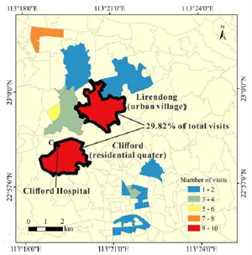 113°18'0"E 113°21'0"E 113°24'0"E
N
23°0'0"N
23°0'0"N
Lirendong
(urban village)
29.82% of total visits
Clifford
(residential quater)
Clifford Hospital
22°57'0"N
22°57'0"N
Number of visits
1 - 2
3 - 4
5 - 6
7 - 8
9 - 10
0 1 2 4
km
113°18'0"E 113°21'0"E 113°24'0"E